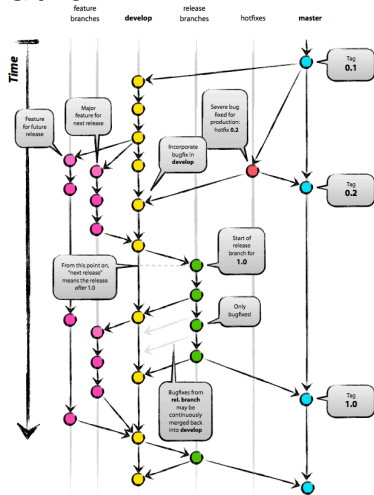 feature
branches
develop
release
branches
hotfixes
master
Time
Tag
0.1
Feature
for future
release
Major
feature for
next release
Severe bug
fixed for
production:
hotfix 0.2
Incorporate
bugfix in
develop
Tag
0.2
Start of
release
branch for
1.0
From this point on,
"next release"
means the release
after 1.0
Only
bugfixes!
Bugfixes from
rel. branch
may be
continuously
merged back
into develop
Tag
1.0